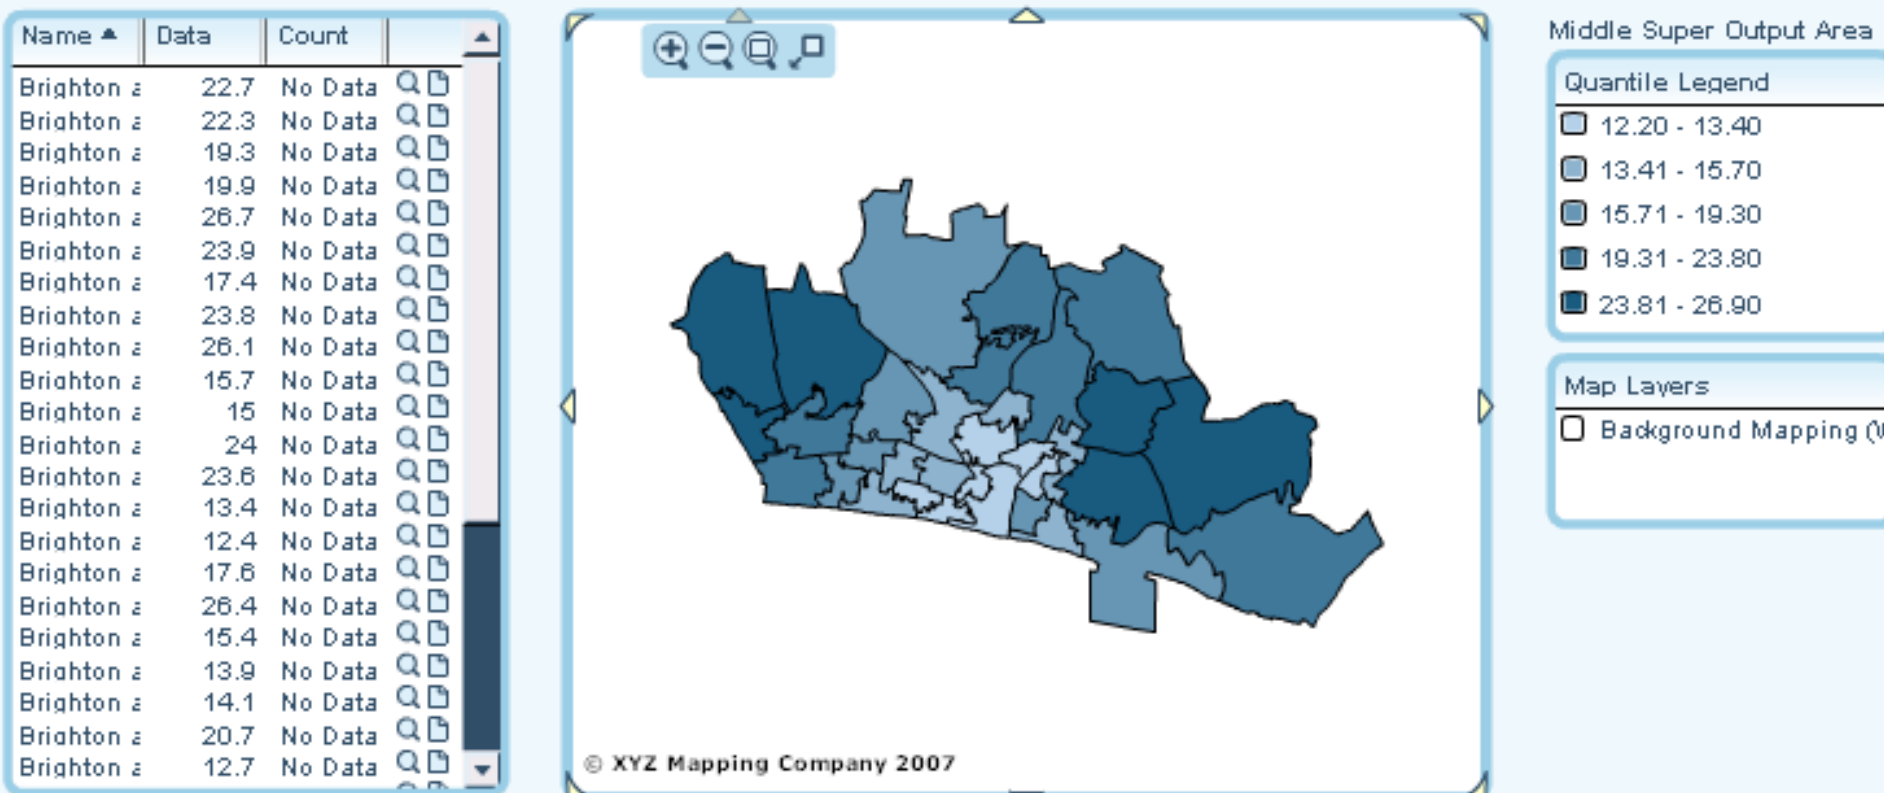 Name Data Count
Brighton a 22.7 No Data
Brighton a 22.3 No Data
Brighton a 19.3 No Data
Brighton a 19.9 No Data
Brighton a 26.7 No Data
Brighton a 23.9 No Data
Brighton a 17.4 No Data
Brighton a 23.8 No Data
Brighton a 26.1 No Data
Brighton a 15.7 No Data
Brighton a 15 No Data
Brighton a 24 No Data
Brighton a 23.6 No Data
Brighton a 13.4 No Data
Brighton a 12.4 No Data
Brighton a 17.6 No Data
Brighton a 26.4 No Data
Brighton a 15.4 No Data
Brighton a 13.9 No Data
Brighton a 14.1 No Data
Brighton a 20.7 No Data
Brighton a 12.7 No Data
© XYZ Mapping Company 2007
Middle Super Output Area
Quantile Legend
12.20 - 13.40
13.41 - 15.70
15.71 - 19.30
19.31 - 23.80
23.81 - 26.90
Map Layers
Background Mapping